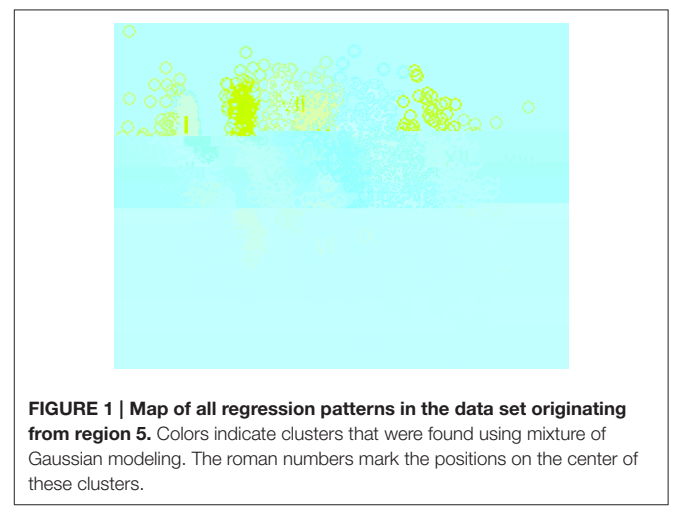 FIGURE 1 | Map of all regression patterns in the data set originating
from region 5. Colors indicate clusters that were found using mixture of
Gaussian modeling. The roman numbers mark the positions on the center of
these clusters.